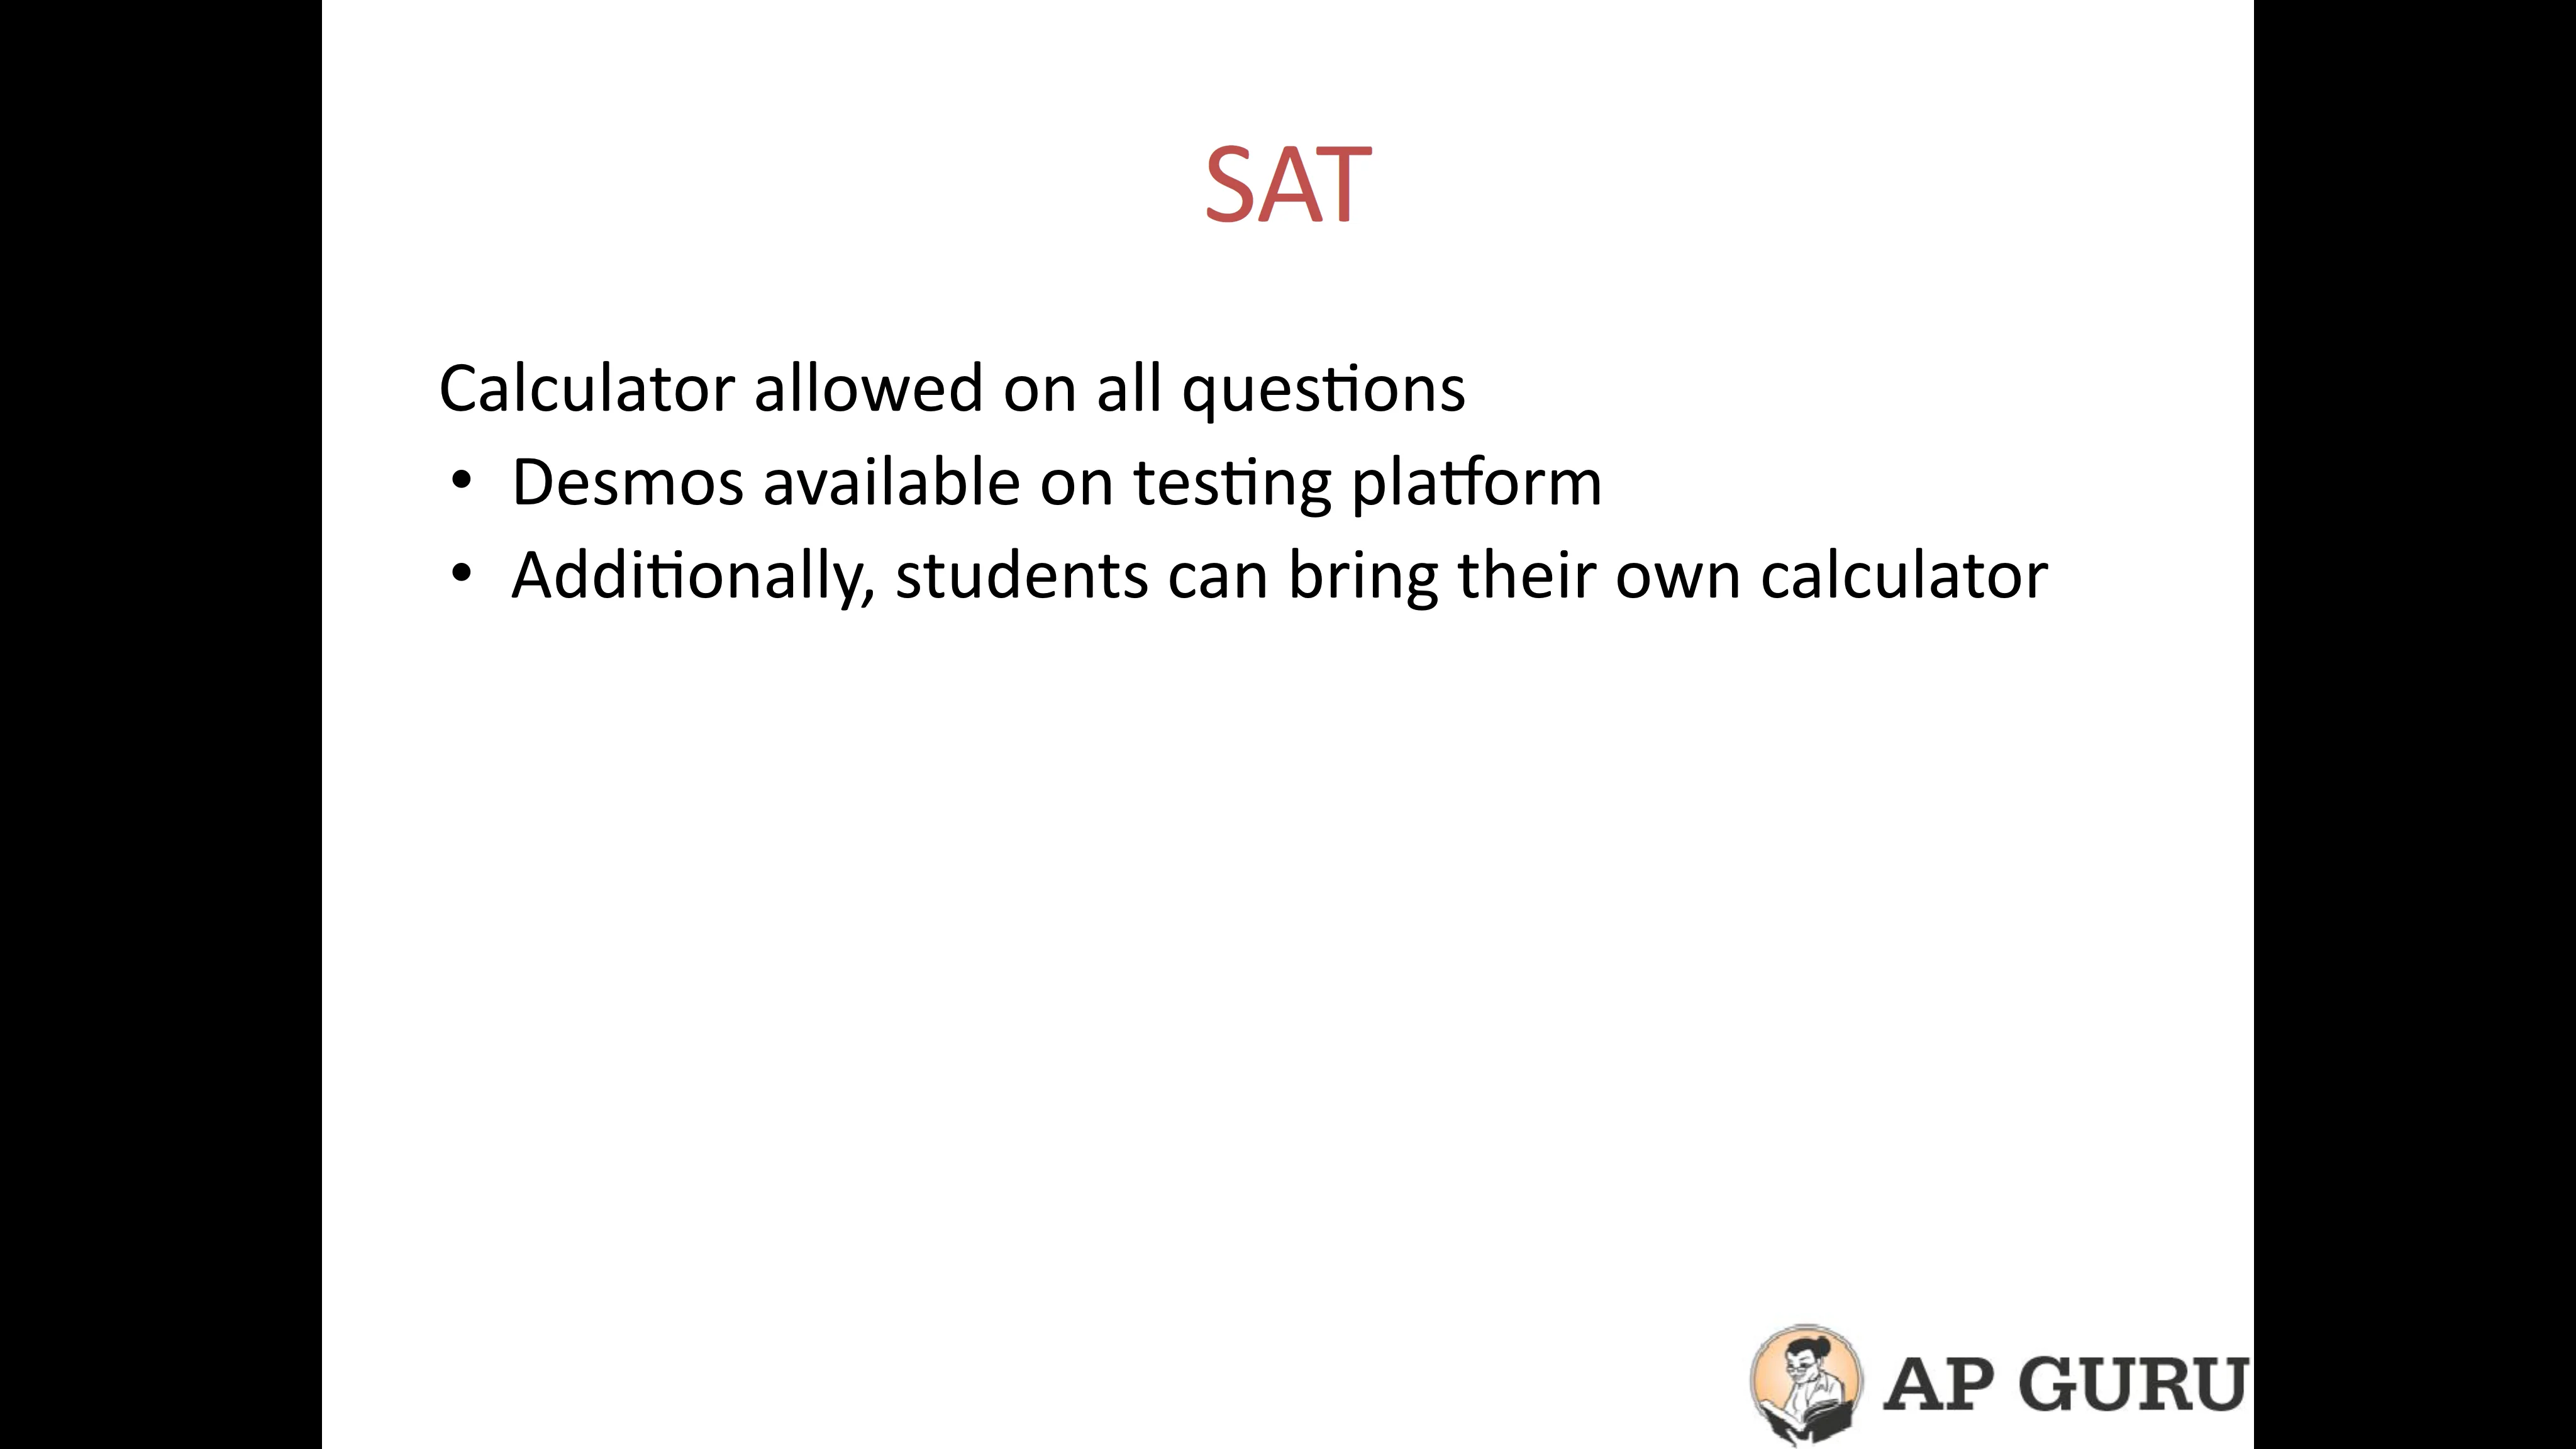 SAT
Calculator allowed on all questions
• Desmos available on testing platform
• Additionally, students can bring their own calculator
AP GURU